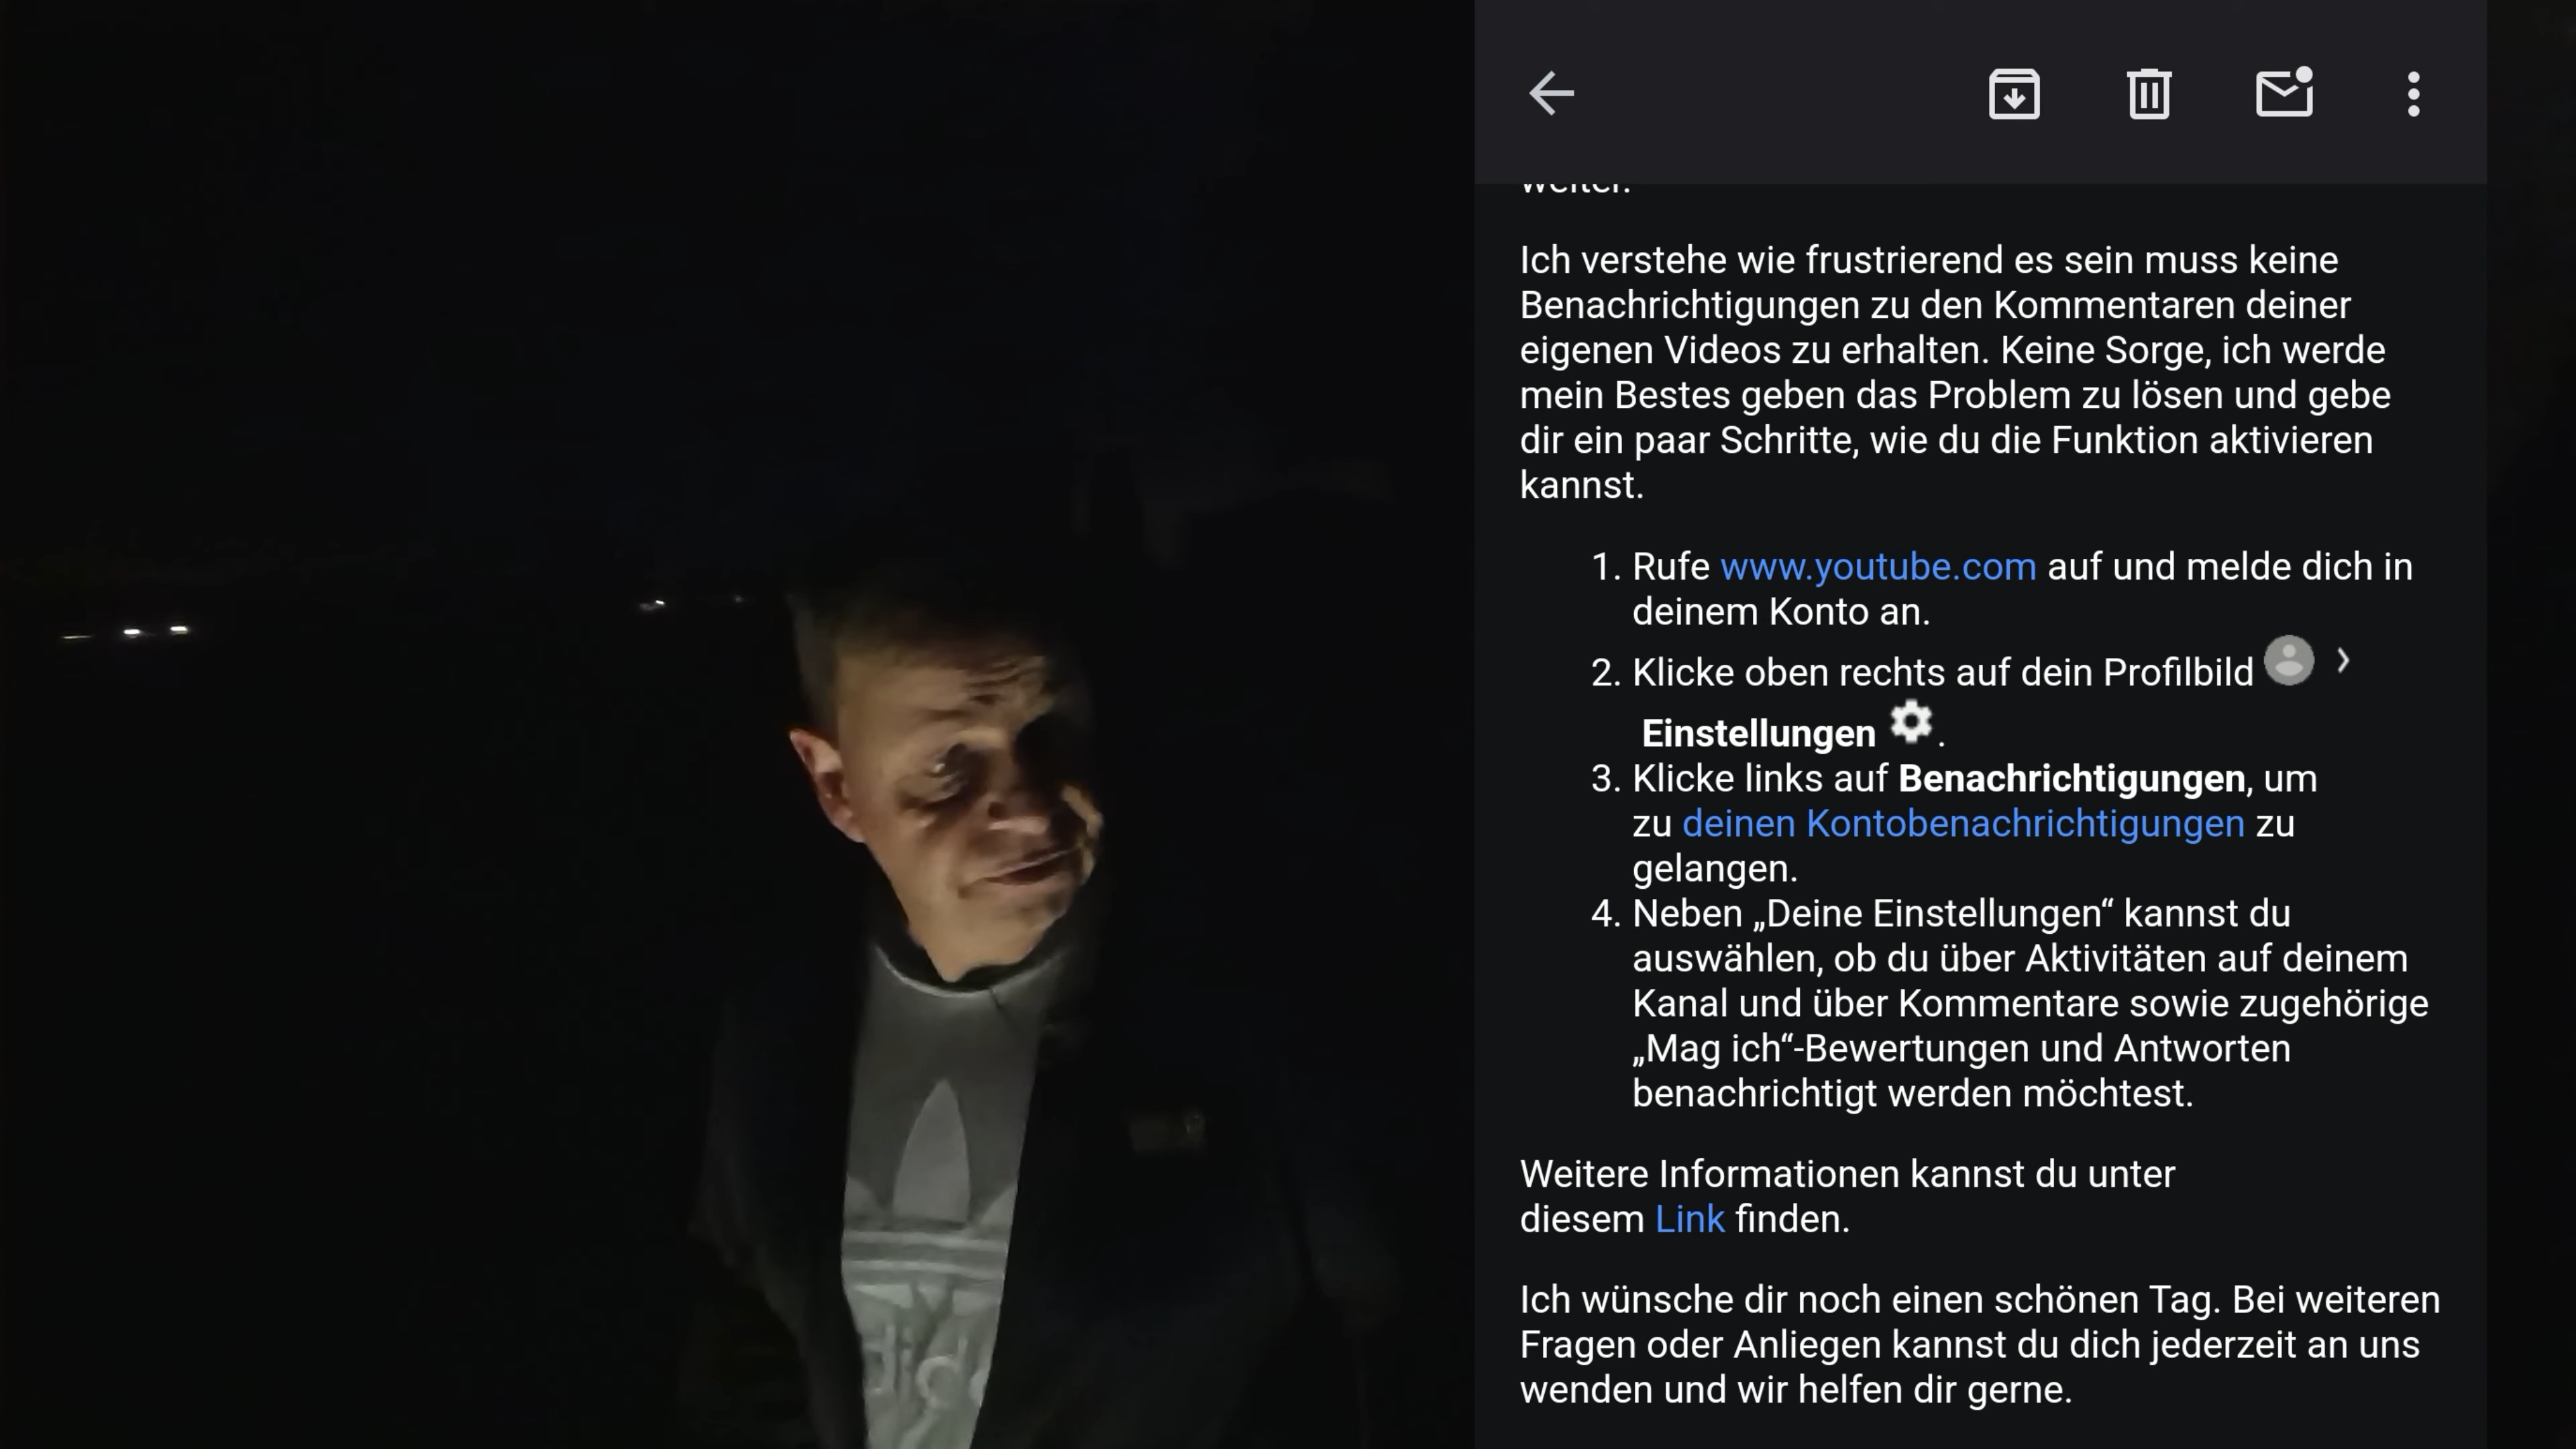 weiter.
Ich verstehe wie frustrierend es sein muss keine
Benachrichtigungen zu den Kommentaren deiner
eigenen Videos zu erhalten. Keine Sorge, ich werde
mein Bestes geben das Problem zu lösen und gebe
dir ein paar Schritte, wie du die Funktion aktivieren
kannst.
1. Rufe www.youtube.com auf und melde dich in
deinem Konto an.
2. Klicke oben rechts auf dein Profilbild >
Einstellungen .
3. Klicke links auf Benachrichtigungen, um
zu deinen Kontobenachrichtigungen zu
gelangen.
4. Neben „Deine Einstellungen“ kannst du
auswählen, ob du über Aktivitäten auf deinem
Kanal und über Kommentare sowie zugehörige
„Mag ich“-Bewertungen und Antworten
benachrichtigt werden möchtest.
Weitere Informationen kannst du unter
diesem Link finden.
Ich wünsche dir noch einen schönen Tag. Bei weiteren
Fragen oder Anliegen kannst du dich jederzeit an uns
wenden und wir helfen dir gerne.